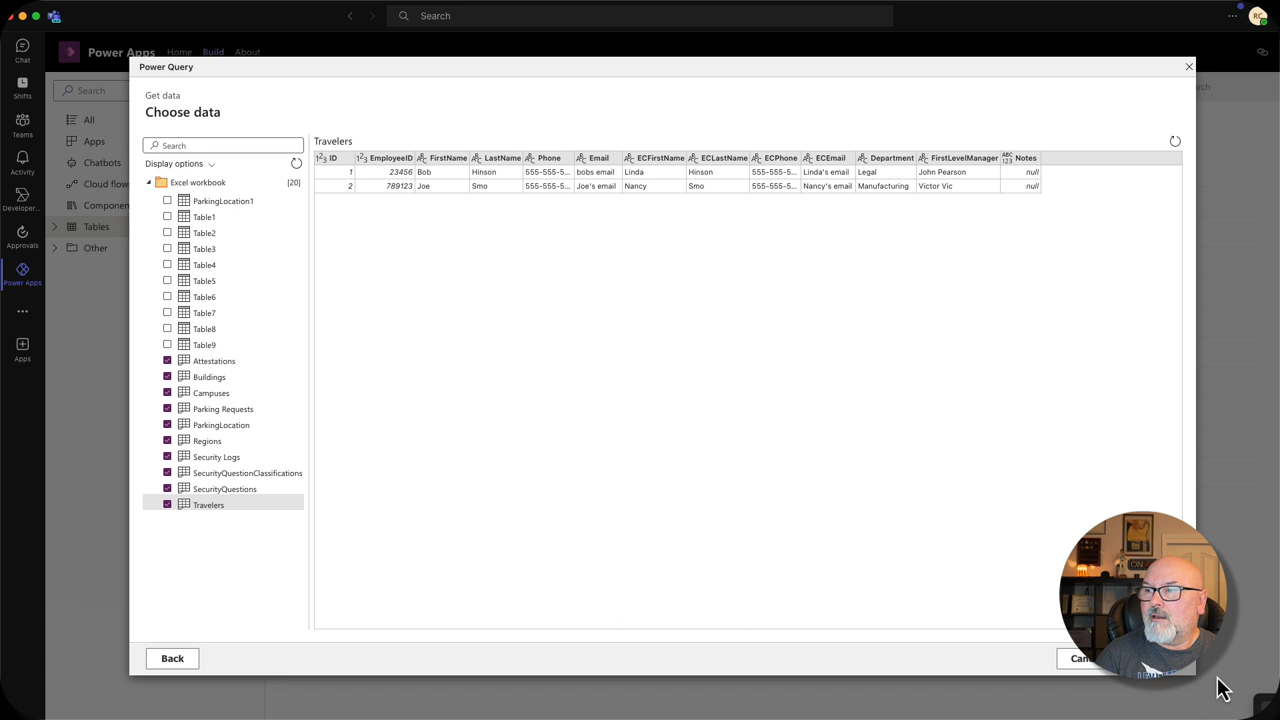 Search
RC
Chat
Shifts
Teams
Activity
Developer...
Approvals
Power Apps
Apps
Power Apps
Home
Build
About
Search
All
Apps
Chatbots
Cloud flow
Componen
Tables
Other
Power Query
Get data
Choose data
Search
Display options
Excel workbook [20]
ParkingLocation1
Table1
Table2
Table3
Table4
Table5
Table6
Table7
Table8
Table9
Attestations
Buildings
Campuses
Parking Requests
ParkingLocation
Regions
Security Logs
SecurityQuestionClassifications
SecurityQuestions
Travelers
Travelers
ID EmployeeID FirstName LastName Phone Email ECFirstName ECLastName ECPhone ECEmail Department FirstLevelManager Notes
1 23456 Bob Hinson 555-555-5... bobs email Linda Hinson 555-555-5... Linda's email Legal John Pearson null
2 789123 Joe Smo 555-555-5... Joe's email Nancy Smo 555-555-5... Nancy's email Manufacturing Victor Vic null
Back